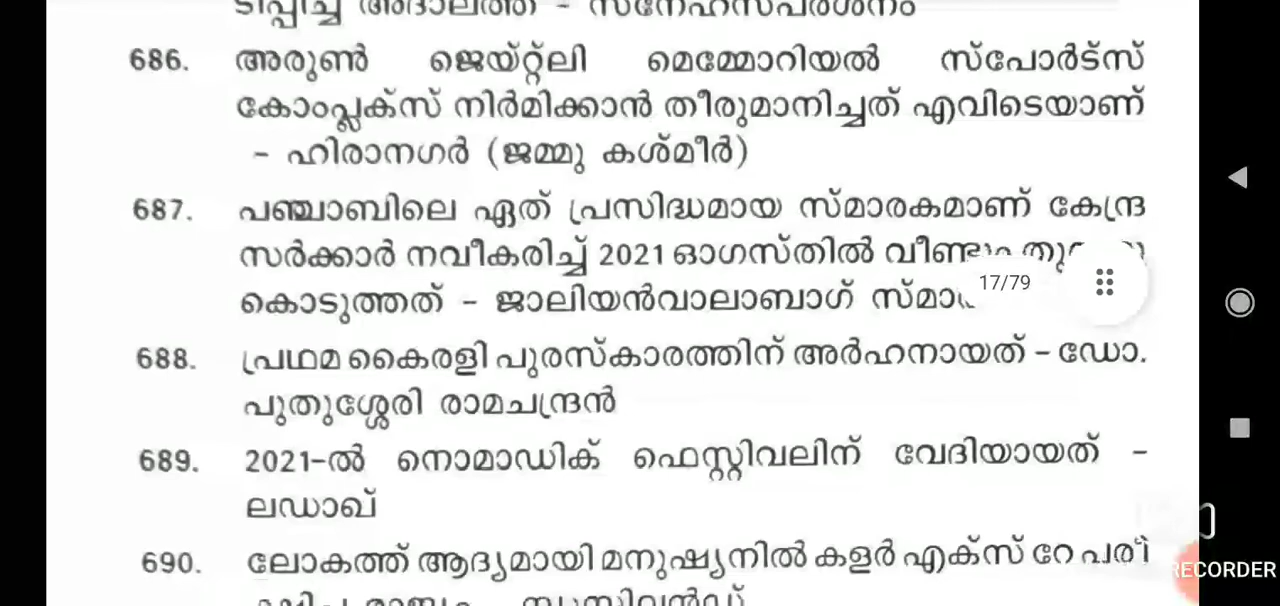 686. അരുൺ ജെയ്റ്റ്ലി മെമ്മോറിയൽ സ്പോർട്സ്
കോംപ്ലക്സ് നിർമിക്കാൻ തീരുമാനിച്ചത് എവിടെയാണ്
- ഹിരാനഗർ (ജമ്മു കശ്മീർ)
687. പഞ്ചാബിലെ ഏത് പ്രസിദ്ധമായ സ്മാരകമാണ് കേന്ദ്ര
സർക്കാർ നവീകരിച്ച് 2021 ഓഗസ്തിൽ വീണ്ടും
കൊടുത്തത് - ജാലിയൻവാലാബാഗ്
17/79
688. പ്രഥമ കൈരളി പുരസ്കാരത്തിന് അർഹനായത് - ഡോ.
പുതുശ്ശേരി രാമചന്ദ്രൻ
689. 2021-ൽ നൊമാഡിക് ഫെസ്റ്റിവലിന് വേദിയായത് -
ലഡാഖ്
690. ലോകത്ത് ആദ്യമായി മനുഷ്യനിൽ കളർ എക്സ് റേ പരീ
RECORDER